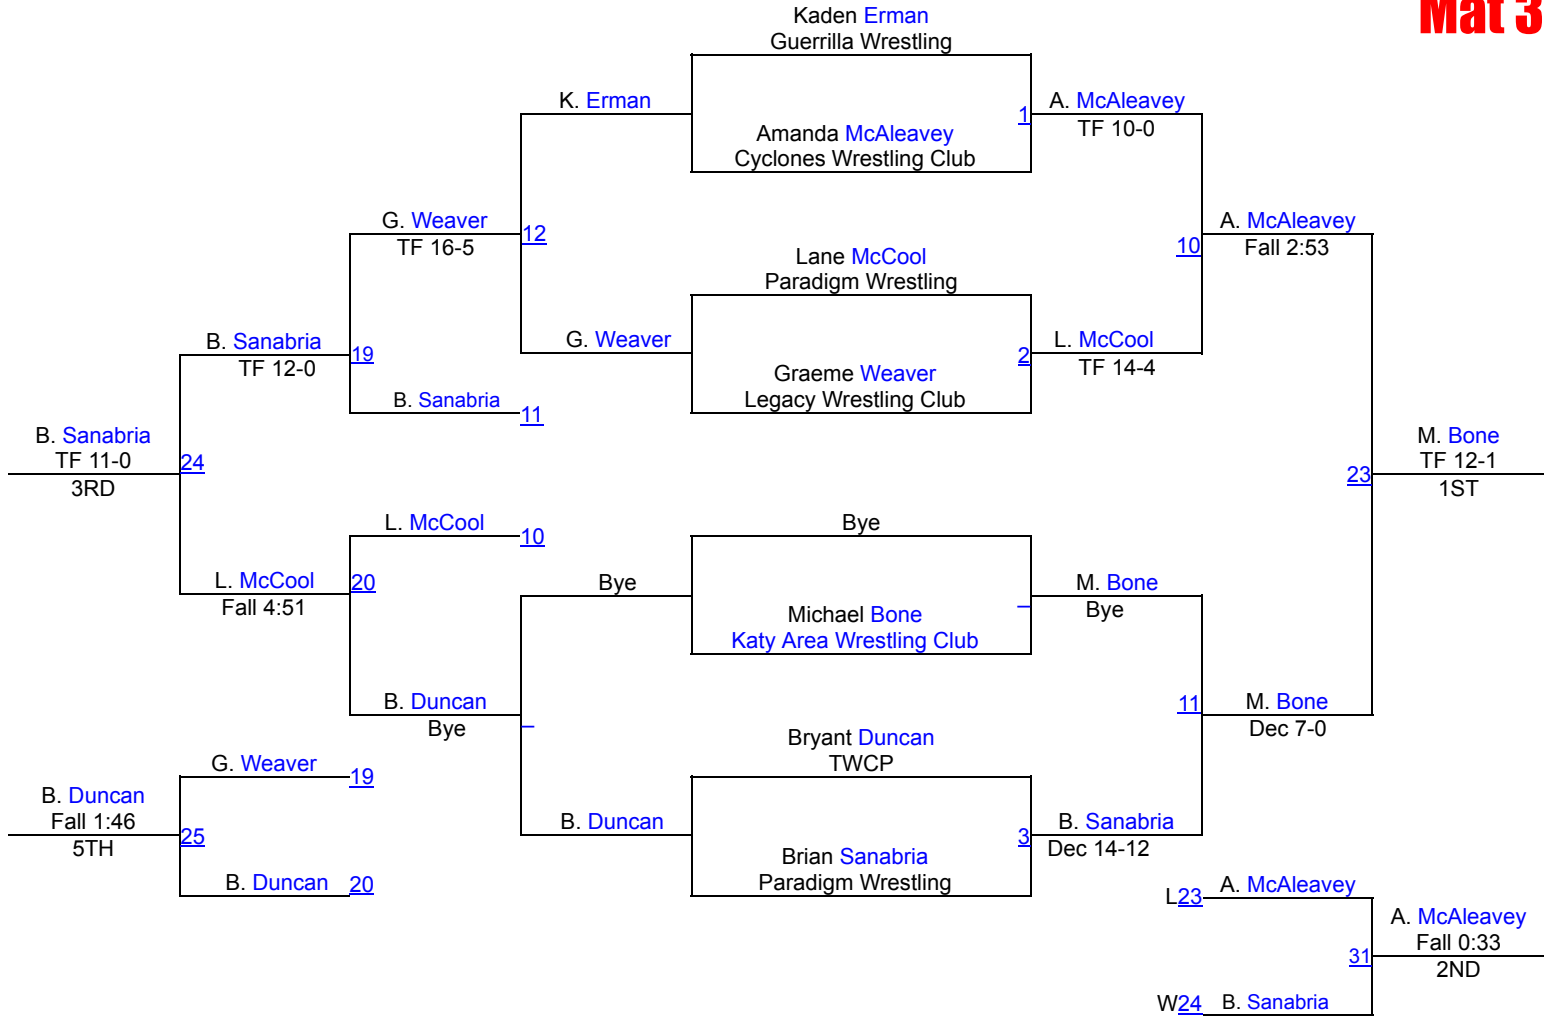 Mat 3
Kaden Erman
Guerrilla Wrestling
K. Erman
1
A. McAleavey
TF 10-0
Amanda McAleavey
Cyclones Wrestling Club
G. Weaver
TF 16-5
12
A. McAleavey
Fall 2:53
10
Lane McCool
Paradigm Wrestling
B. Sanabria
TF 12-0
19
G. Weaver
2
L. McCool
TF 14-4
Graeme Weaver
Legacy Wrestling Club
B. Sanabria
11
B. Sanabria
TF 11-0
3RD
24
M. Bone
TF 12-1
1ST
23
L. McCool
10
Bye
L. McCool
Fall 4:51
20
Bye
M. Bone
Bye
Michael Bone
Katy Area Wrestling Club
B. Duncan
Bye
11
M. Bone
Dec 7-0
Bryant Duncan
TWCP
G. Weaver
19
B. Duncan
Fall 1:46
5TH
25
B. Duncan
3
B. Sanabria
Dec 14-12
Brian Sanabria
Paradigm Wrestling
B. Duncan 20
L23 A. McAleavey
A. McAleavey
Fall 0:33
2ND
31
W24 B. Sanabria